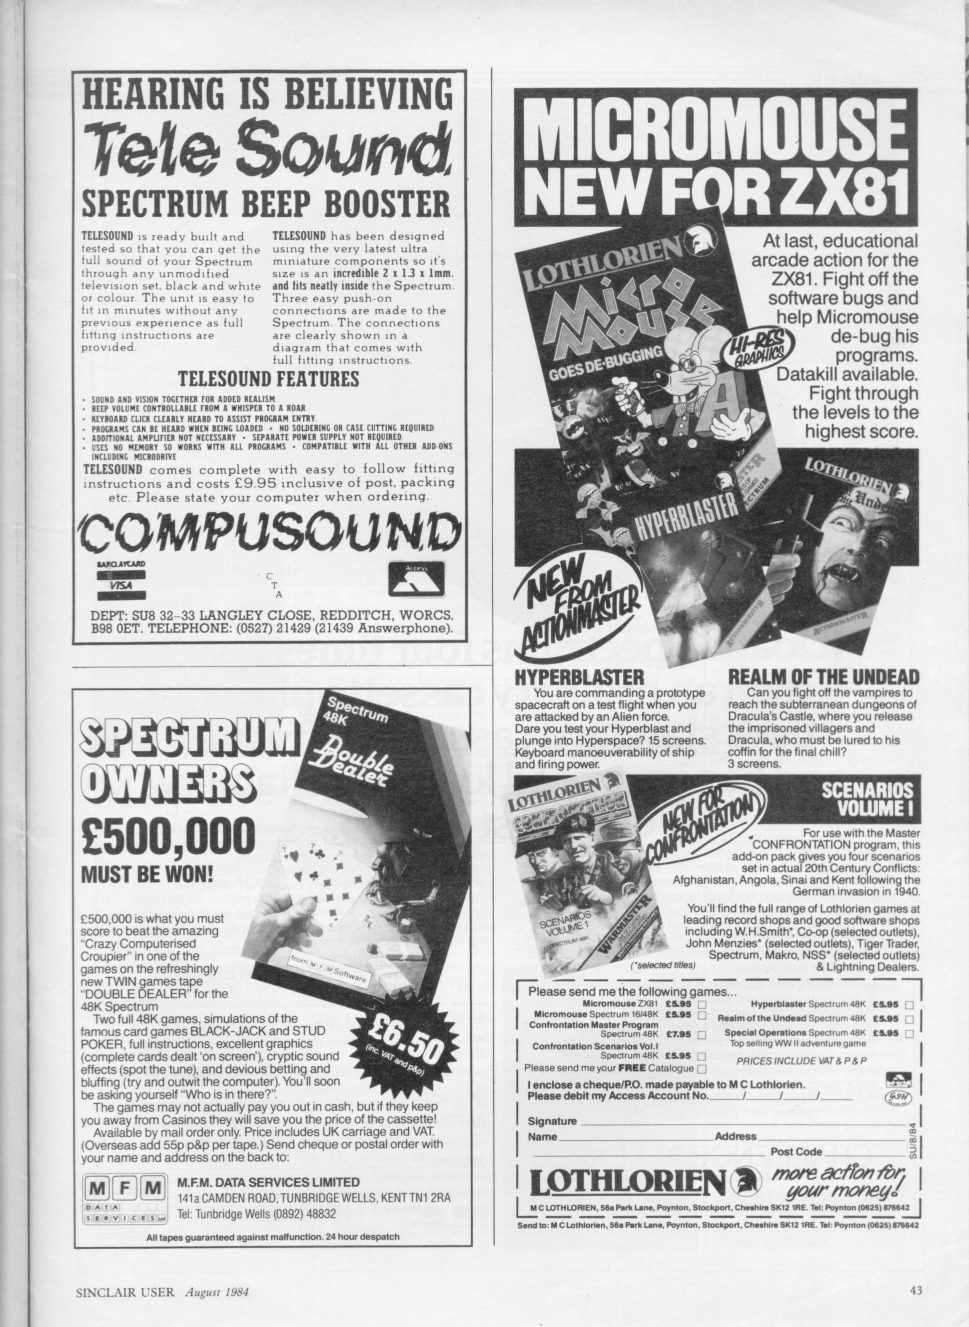 HEARING IS BELIEVING
Tele Sound
SPECTRUM BEEP BOOSTER
TELESOUND is ready built and
tested so that you can get the
full sound of your Spectrum
through any unmodified
television set, black and white
or colour. The unit is easy to
fit in minutes without any
previous experience as full
fitting instructions are
provided.
TELESOUND has been designed
using the very latest ultra
miniature components so it's
size is an incredible 2 x 1.3 x 1mm.
and fits neatly inside the Spectrum.
Three easy push-on
connections are made to the
Spectrum. The connections
are clearly shown in a
diagram that comes with
full fitting instructions.
TELESOUND FEATURES
· SOUND AND VISION TOGETHER FOR ADDED REALISM
· BEEP VOLUME CONTROLLABLE FROM A WHISPER TO A ROAR
· KEYBOARD CLICK CLEARLY HEARD TO ASSIST PROGRAM ENTRY
· PROGRAMS CAN BE HEARD WHEN BEING LOADED · NO SOLDERING OR CASE CUTTING REQUIRED
· ADDITIONAL AMPLIFIER NOT NECESSARY · SEPARATE POWER SUPPLY NOT REQUIRED
· USES NO MEMORY SO WORKS WITH ALL PROGRAMS · COMPATIBLE WITH ALL OTHER ADD-ONS
INCLUDING MICRODRIVE
TELESOUND comes complete with easy to follow fitting
instructions and costs £9.95 inclusive of post, packing
etc. Please state your computer when ordering.
COMPUSOUND
BARCLAYCARD
VISA
C
T
A
Access
DEPT: SU8 32-33 LANGLEY CLOSE, REDDITCH, WORCS.
B98 0ET. TELEPHONE: (0527) 21429 (21439 Answerphone).
SPECTRUM
OWNERS
£500,000
MUST BE WON!
Spectrum
48K
Double
Dealer
from M F M Software
£500,000 is what you must
score to beat the amazing
"Crazy Computerised
Croupier" in one of the
games on the refreshingly
new TWIN games tape
"DOUBLE DEALER" for the
48K Spectrum
Two full 48K games, simulations of the
famous card games BLACK-JACK and STUD
POKER, full instructions, excellent graphics
(complete cards dealt 'on screen'), cryptic sound
effects (spot the tune), and devious betting and
bluffing (try and outwit the computer). You'll soon
be asking yourself "Who is in there?".
The games may not actually pay you out in cash, but if they keep
you away from Casinos they will save you the price of the cassette!
Available by mail order only. Price includes UK carriage and VAT.
(Overseas add 55p p&p per tape.) Send cheque or postal order with
your name and address on the back to:
£6.50
(inc. VAT and p&p)
M F M
DATA
SERVICES
M.F.M. DATA SERVICES LIMITED
141a CAMDEN ROAD, TUNBRIDGE WELLS, KENT TN1 2RA
Tel: Tunbridge Wells (0892) 48832
All tapes guaranteed against malfunction. 24 hour despatch
MICROMOUSE
NEW FOR ZX81
LOTHLORIEN
Micro
Mouse
GOES DE-BUGGING
HI-RES
GRAPHICS
At last, educational
arcade action for the
ZX81. Fight off the
software bugs and
help Micromouse
de-bug his
programs.
Datakill available.
Fight through
the levels to the
highest score.
HYPERBLASTER
LOTHLORIEN
ACTIONMASTER
NEW
FROM
ACTIONMASTER
HYPERBLASTER
You are commanding a prototype
spacecraft on a test flight when you
are attacked by an Alien force.
Dare you test your Hyperblast and
plunge into Hyperspace? 15 screens.
Keyboard manoeuverability of ship
and firing power.
REALM OF THE UNDEAD
Can you fight off the vampires to
reach the subterranean dungeons of
Dracula's Castle, where you release
the imprisoned villagers and
Dracula, who must be lured to his
coffin for the final chill?
3 screens.
LOTHLORIEN
CONFRONTATION
SCENARIOS
VOLUME 1
SPECTRUM 48K
WARMASTER
NEW FOR
CONFRONTATION
SCENARIOS
VOLUME I
For use with the Master
CONFRONTATION program, this
add-on pack gives you four scenarios
set in actual 20th Century Conflicts:
Afghanistan, Angola, Sinai and Kent following the
German invasion in 1940.
You'll find the full range of Lothlorien games at
leading record shops and good software shops
including W.H.Smith*, Co-op (selected outlets),
John Menzies* (selected outlets), Tiger Trader,
Spectrum, Makro, NSS* (selected outlets)
& Lightning Dealers.
(*selected titles)
Please send me the following games...
Micromouse ZX81 £5.95
Micromouse Spectrum 16/48K £5.95
Confrontation Master Program
Spectrum 48K £7.95
Confrontation Scenarios Vol.I
Spectrum 48K £5.95
Please send me your FREE Catalogue
Hyperblaster Spectrum 48K £5.95
Realm of the Undead Spectrum 48K £5.95
Special Operations Spectrum 48K £5.95
Top selling WW II adventure game
PRICES INCLUDE VAT & P & P
I enclose a cheque/P.O. made payable to M C Lothlorien.
Please debit my Access Account No. / / /
Signature
Name Address
Post Code
SU/8/84
LOTHLORIEN
more action for
your money!
M C LOTHLORIEN, 56a Park Lane, Poynton, Stockport, Cheshire SK12 1RE. Tel: Poynton (0625) 876642
Send to: M C Lothlorien, 56a Park Lane, Poynton, Stockport, Cheshire SK12 1RE. Tel: Poynton (0625) 876642
SINCLAIR USER August 1984
43